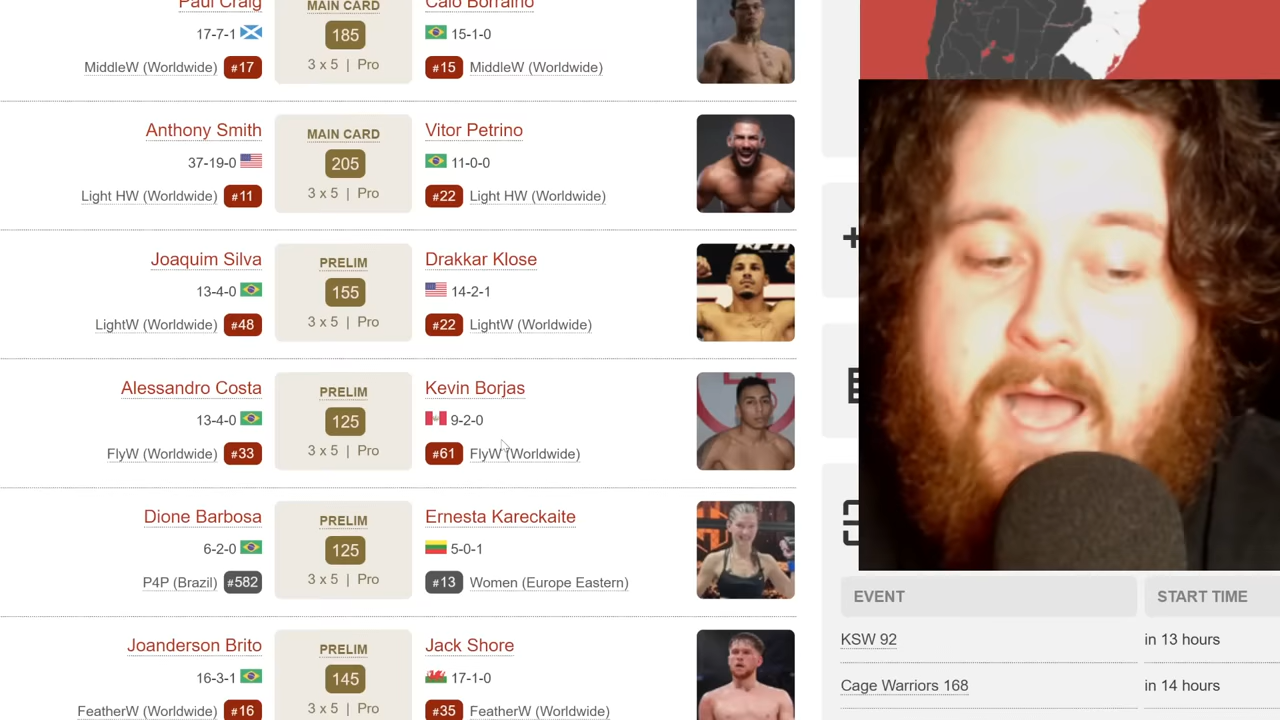 Paul Craig
MAIN CARD
Caio Borralho
17-7-1
185
15-1-0
MiddleW (Worldwide) #17
3 x 5 | Pro
#15 MiddleW (Worldwide)
Anthony Smith
MAIN CARD
Vitor Petrino
37-19-0
205
11-0-0
Light HW (Worldwide) #11
3 x 5 | Pro
#22 Light HW (Worldwide)
Joaquim Silva
PRELIM
Drakkar Klose
13-4-0
155
14-2-1
LightW (Worldwide) #48
3 x 5 | Pro
#22 LightW (Worldwide)
Alessandro Costa
PRELIM
Kevin Borjas
13-4-0
125
9-2-0
FlyW (Worldwide) #33
3 x 5 | Pro
#61 FlyW (Worldwide)
Dione Barbosa
PRELIM
Ernesta Kareckaite
6-2-0
125
5-0-1
P4P (Brazil) #582
3 x 5 | Pro
#13 Women (Europe Eastern)
Joanderson Brito
PRELIM
Jack Shore
16-3-1
145
17-1-0
FeatherW (Worldwide) #16
3 x 5 | Pro
#35 FeatherW (Worldwide)
EVENT
START TIME
KSW 92
in 13 hours
Cage Warriors 168
in 14 hours